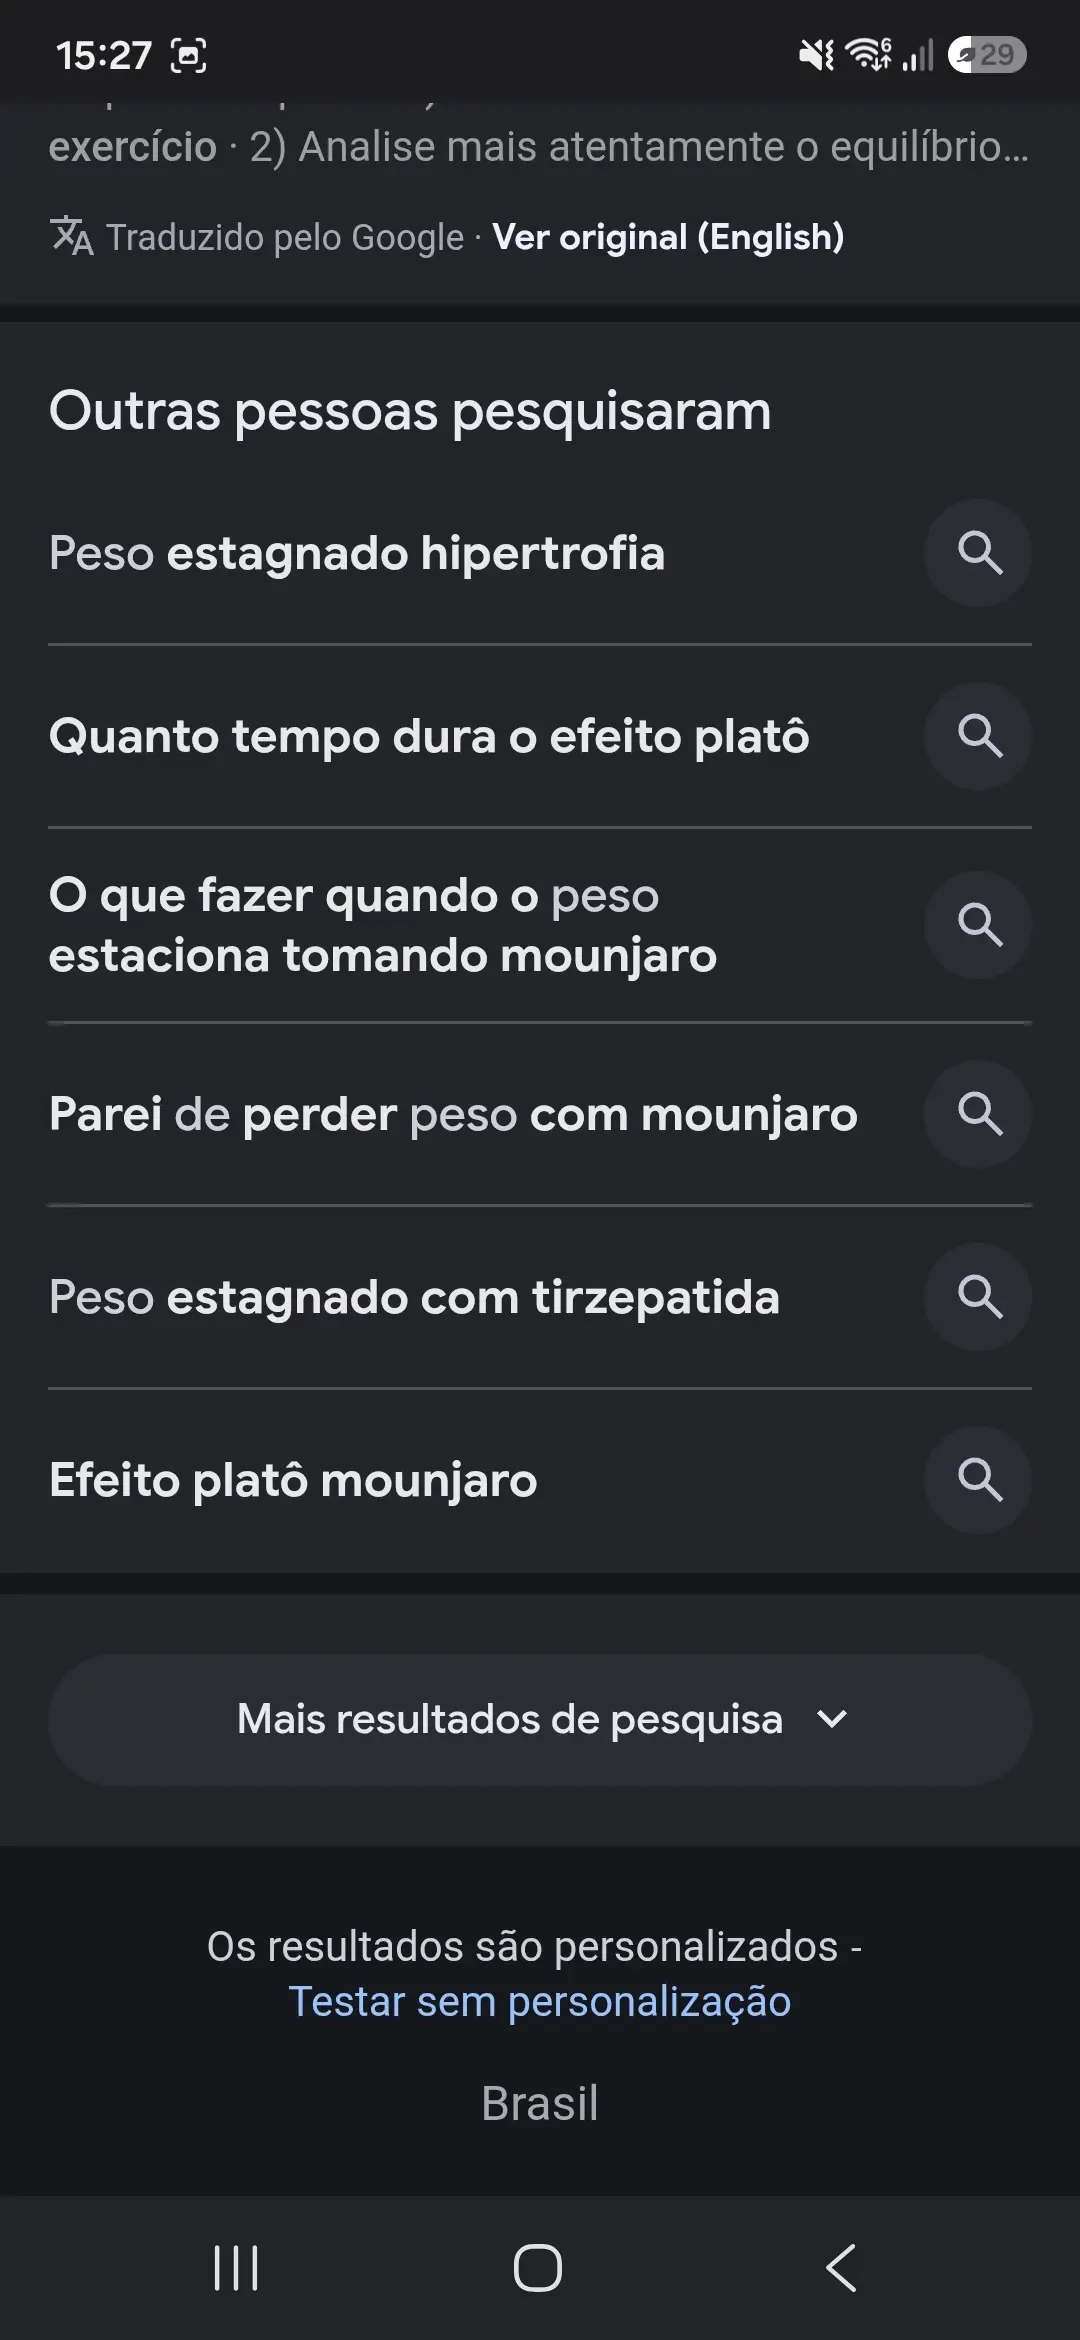 15:27
6
29
exercício · 2) Analise mais atentamente o equilíbrio...
Traduzido pelo Google · Ver original (English)
Outras pessoas pesquisaram
Peso estagnado hipertrofia
Quanto tempo dura o efeito platô
O que fazer quando o peso
estaciona tomando mounjaro
Parei de perder peso com mounjaro
Peso estagnado com tirzepatida
Efeito platô mounjaro
Mais resultados de pesquisa
Os resultados são personalizados -
Testar sem personalização
Brasil